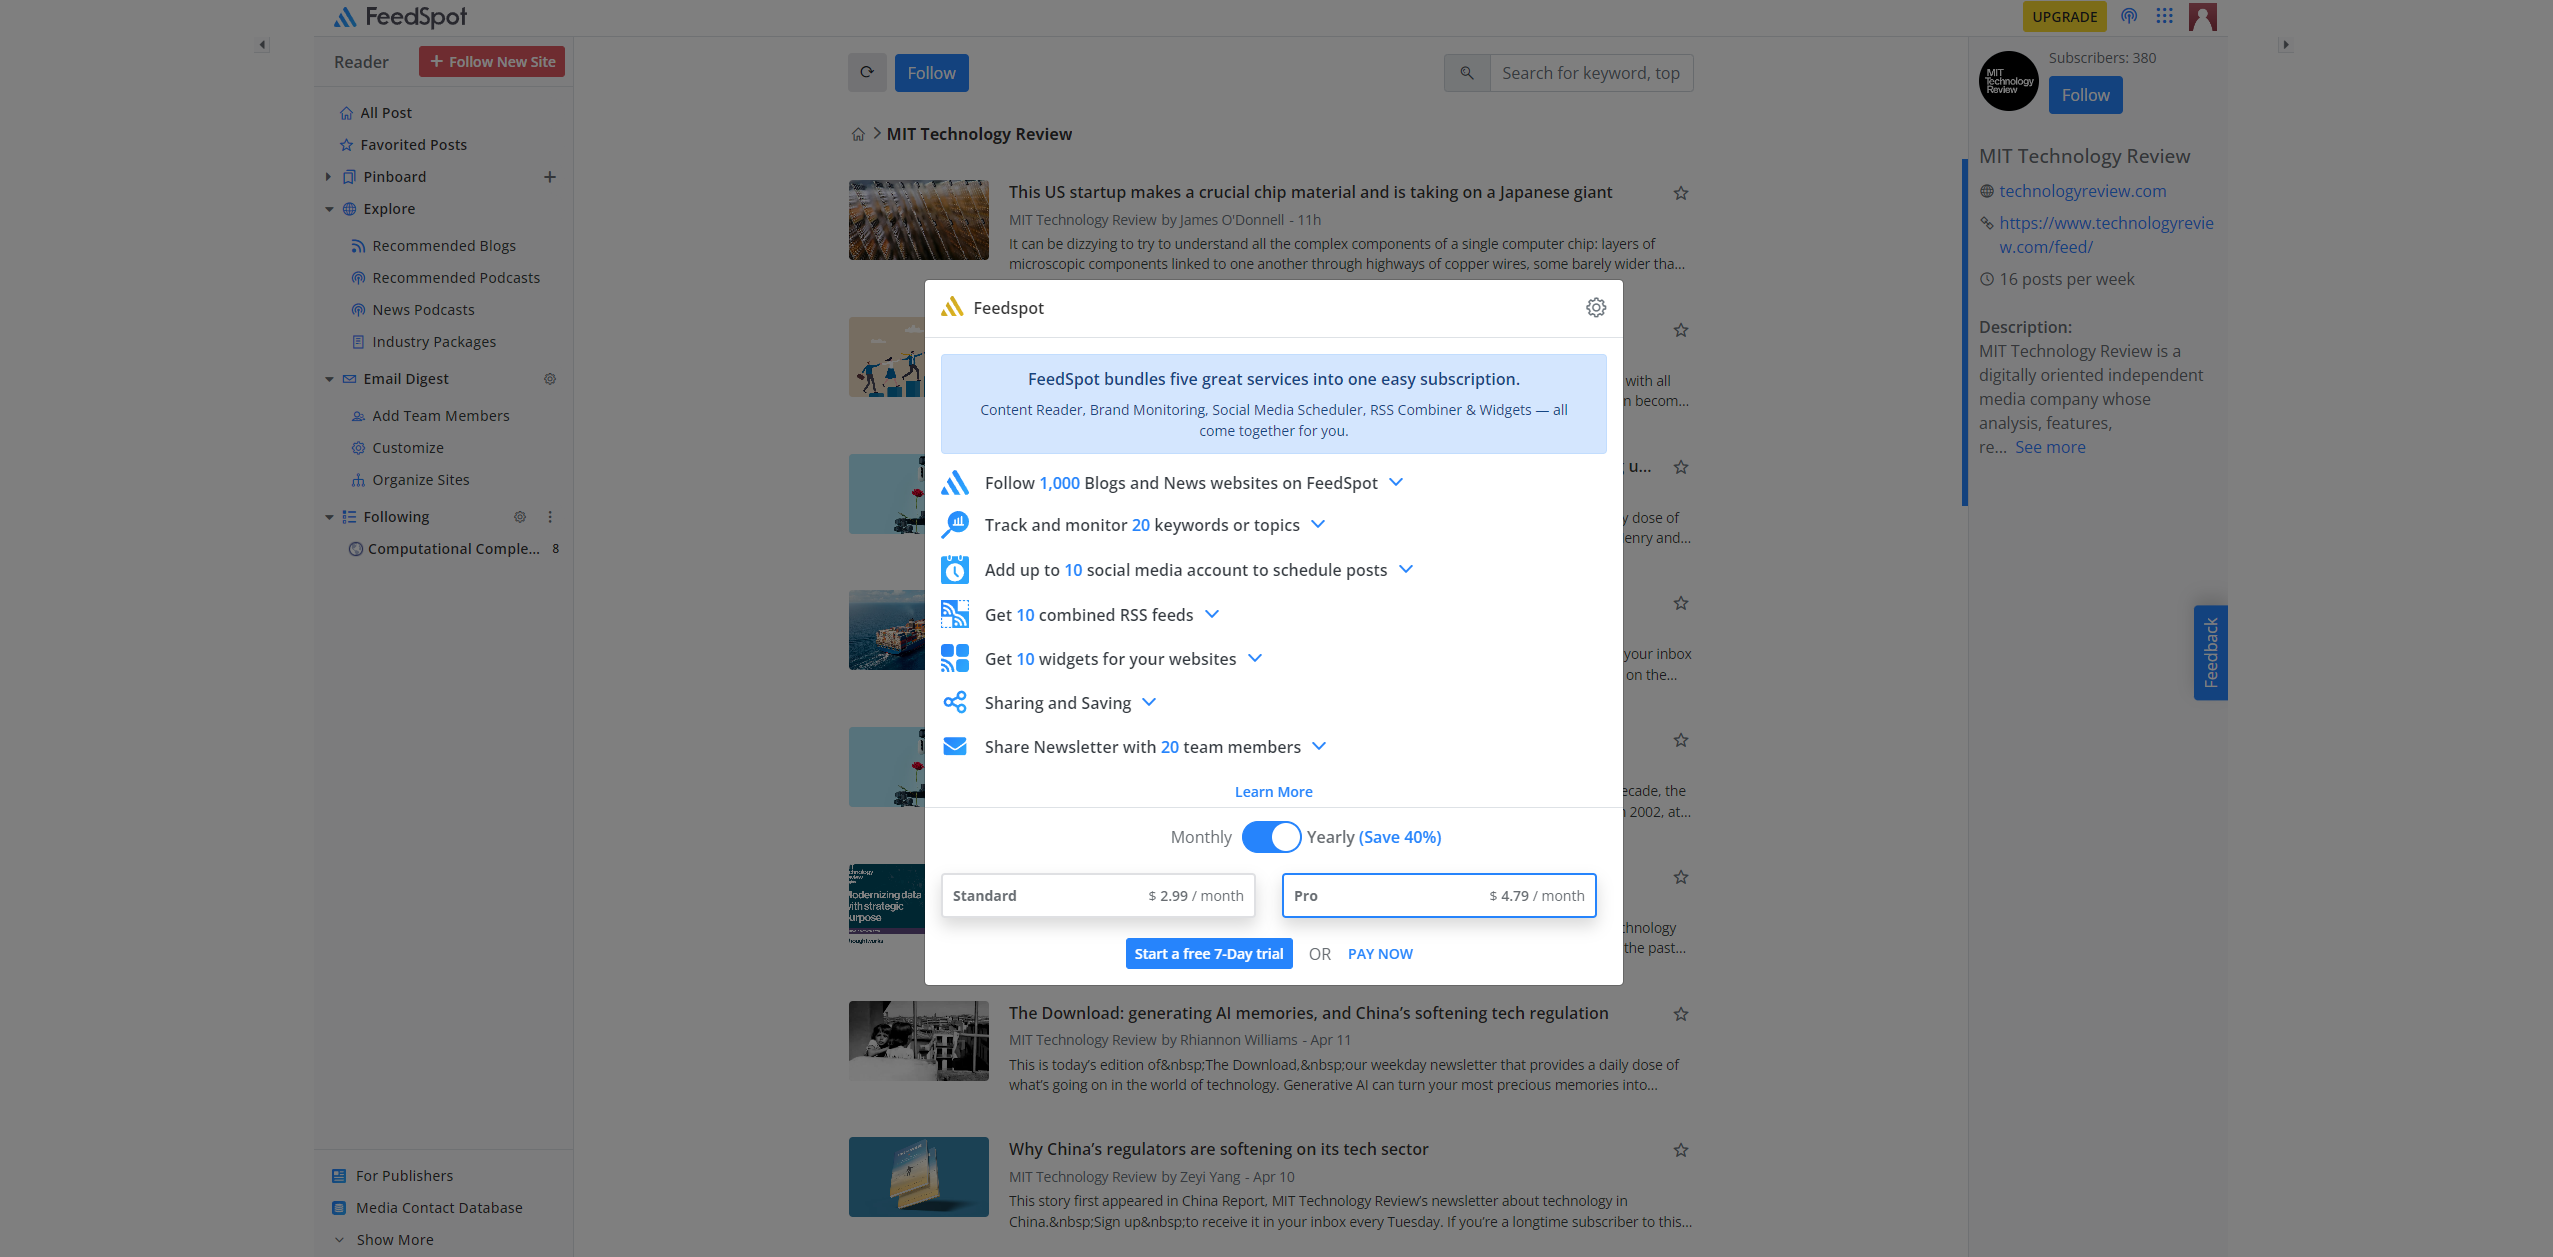 FeedSpot
UPGRADE
Reader
+ Follow New Site
All Post
Favorited Posts
Pinboard
Explore
Recommended Blogs
Recommended Podcasts
News Podcasts
Industry Packages
Email Digest
Add Team Members
Customize
Organize Sites
Following
Computational Comple... 8
For Publishers
Media Contact Database
Show More
Follow
Search for keyword, top
MIT Technology Review
This US startup makes a crucial chip material and is taking on a Japanese giant
MIT Technology Review by James O'Donnell - 11h
It can be dizzying to try to understand all the complex components of a single computer chip: layers of
microscopic components linked to one another through highways of copper wires, some barely wider tha...
with all
becom...
u...
dose of
enry and...
your inbox
on the...
ecade, the
2002, at...
Modernizing data
with strategic
purpose
thoughtworks
the past...
Feedspot
FeedSpot bundles five great services into one easy subscription.
Content Reader, Brand Monitoring, Social Media Scheduler, RSS Combiner & Widgets — all
come together for you.
Follow 1,000 Blogs and News websites on FeedSpot
Track and monitor 20 keywords or topics
Add up to 10 social media account to schedule posts
Get 10 combined RSS feeds
Get 10 widgets for your websites
Sharing and Saving
Share Newsletter with 20 team members
Learn More
Monthly Yearly (Save 40%)
Standard $ 2.99 / month
Pro $ 4.79 / month
Start a free 7-Day trial OR PAY NOW
The Download: generating AI memories, and China's softening tech regulation
MIT Technology Review by Rhiannon Williams - Apr 11
This is today's edition of&nbsp;The Download,&nbsp;our weekday newsletter that provides a daily dose of
what's going on in the world of technology. Generative AI can turn your most precious memories into...
Why China's regulators are softening on its tech sector
MIT Technology Review by Zeyi Yang - Apr 10
This story first appeared in China Report, MIT Technology Review's newsletter about technology in
China.&nbsp;Sign up&nbsp;to receive it in your inbox every Tuesday. If you're a longtime subscriber to this...
MIT
Technology
Review
Subscribers: 380
Follow
MIT Technology Review
technologyreview.com
https://www.technologyrevie
w.com/feed/
16 posts per week
Description:
MIT Technology Review is a
digitally oriented independent
media company whose
analysis, features,
re... See more
Feedback